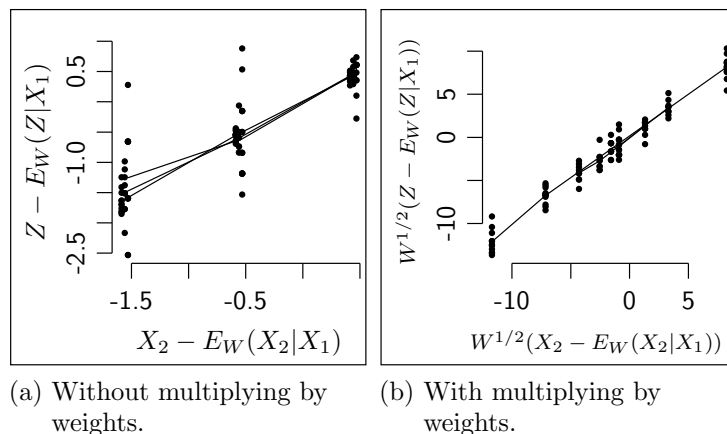 Z − E_W(Z|X_1)
0.5
-1.0
-2.5
-1.5
-0.5
X_2 − E_W(X_2|X_1)
(a) Without multiplying by
weights.
W^{1/2}(Z − E_W(Z|X_1))
5
0
-10
-10
0
5
W^{1/2}(X_2 − E_W(X_2|X_1))
(b) With multiplying by
weights.